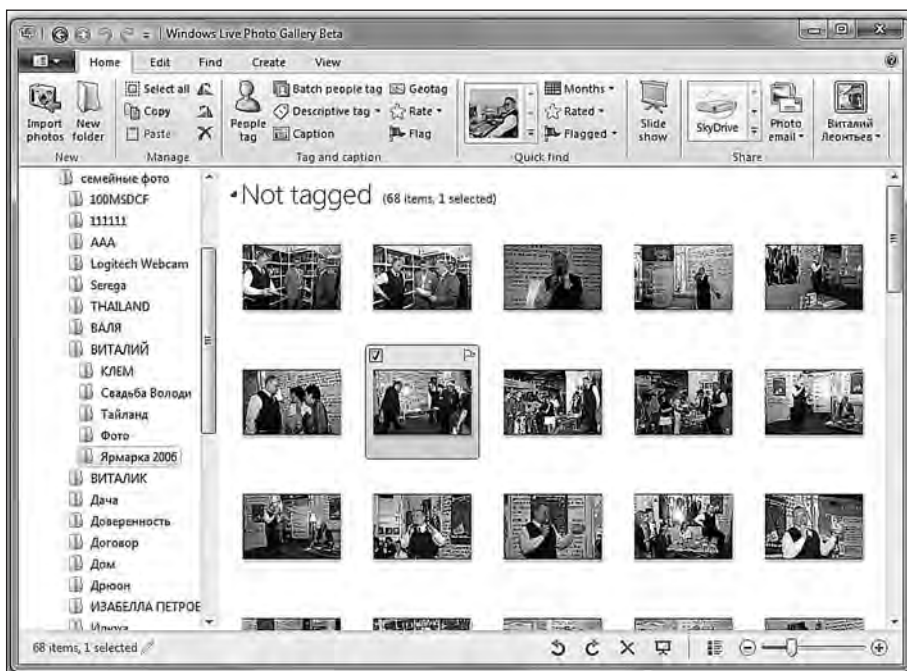 Windows Live Photo Gallery Beta
Home Edit Find Create View
Import photos
New folder
New
Select all
Copy
Paste
Manage
People tag
Batch people tag
Descriptive tag
Caption
Geotag
Rate
Flag
Tag and caption
Months
Rated
Flagged
Quick find
Slide show
SkyDrive
Photo email
Share
Виталий Леонтьев
семейные фото
100MSDCF
111111
AAA
Logitech Webcam
Serega
THAILAND
ВАЛЯ
ВИТАЛИЙ
КЛЕМ
Свадьба Володи
Тайланд
Фото
Ярмарка 2006
ВИТАЛИК
Дача
Доверенность
Договор
Дом
Дрюон
ИЗАБЕЛЛА ПЕТРОВ
Илюха
Not tagged (68 items, 1 selected)
68 items, 1 selected